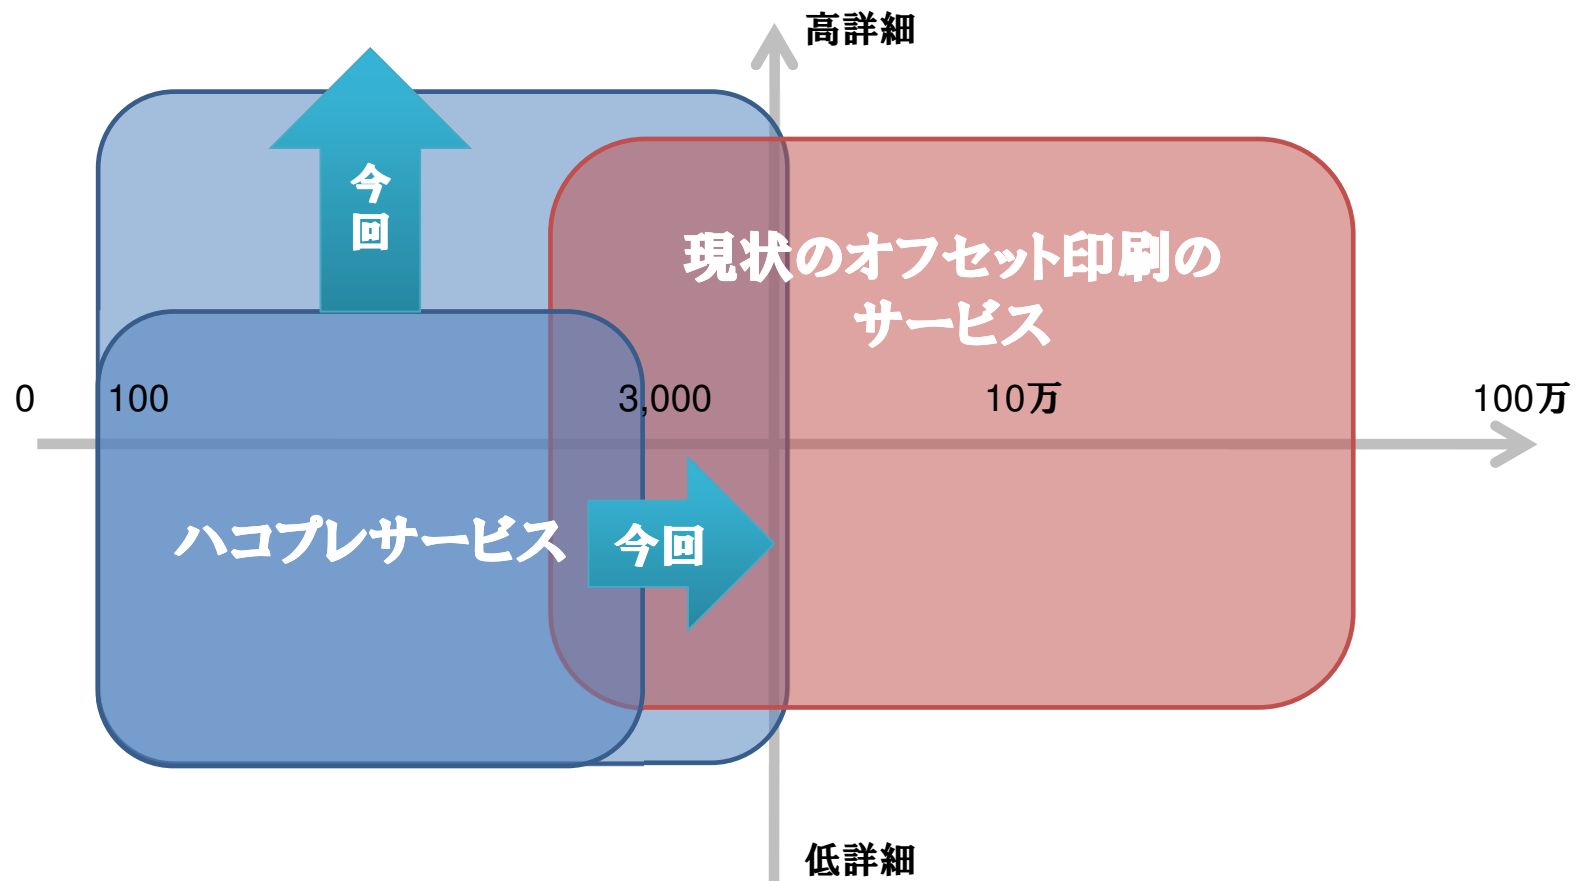 高詳細
今
回
現状のオフセット印刷の
サービス
0
100
3,000
10万
100万
ハコプレサービス
今回
低詳細